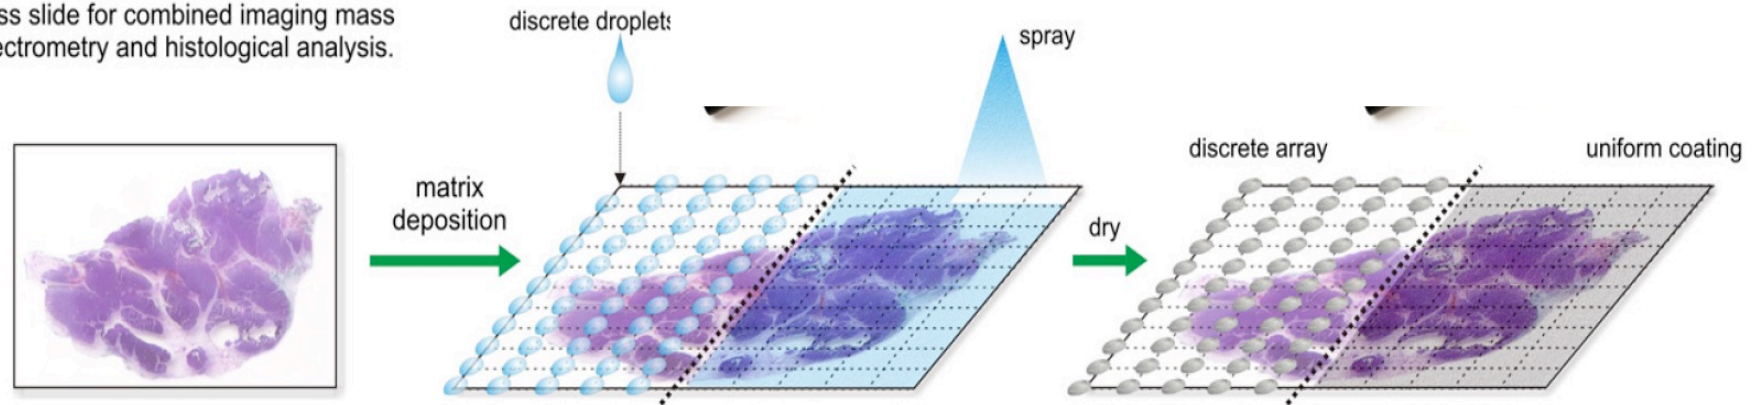 ss slide for combined imaging mass
ectrometry and histological analysis.
discrete droplets
spray
matrix
deposition
dry
discrete array
uniform coating